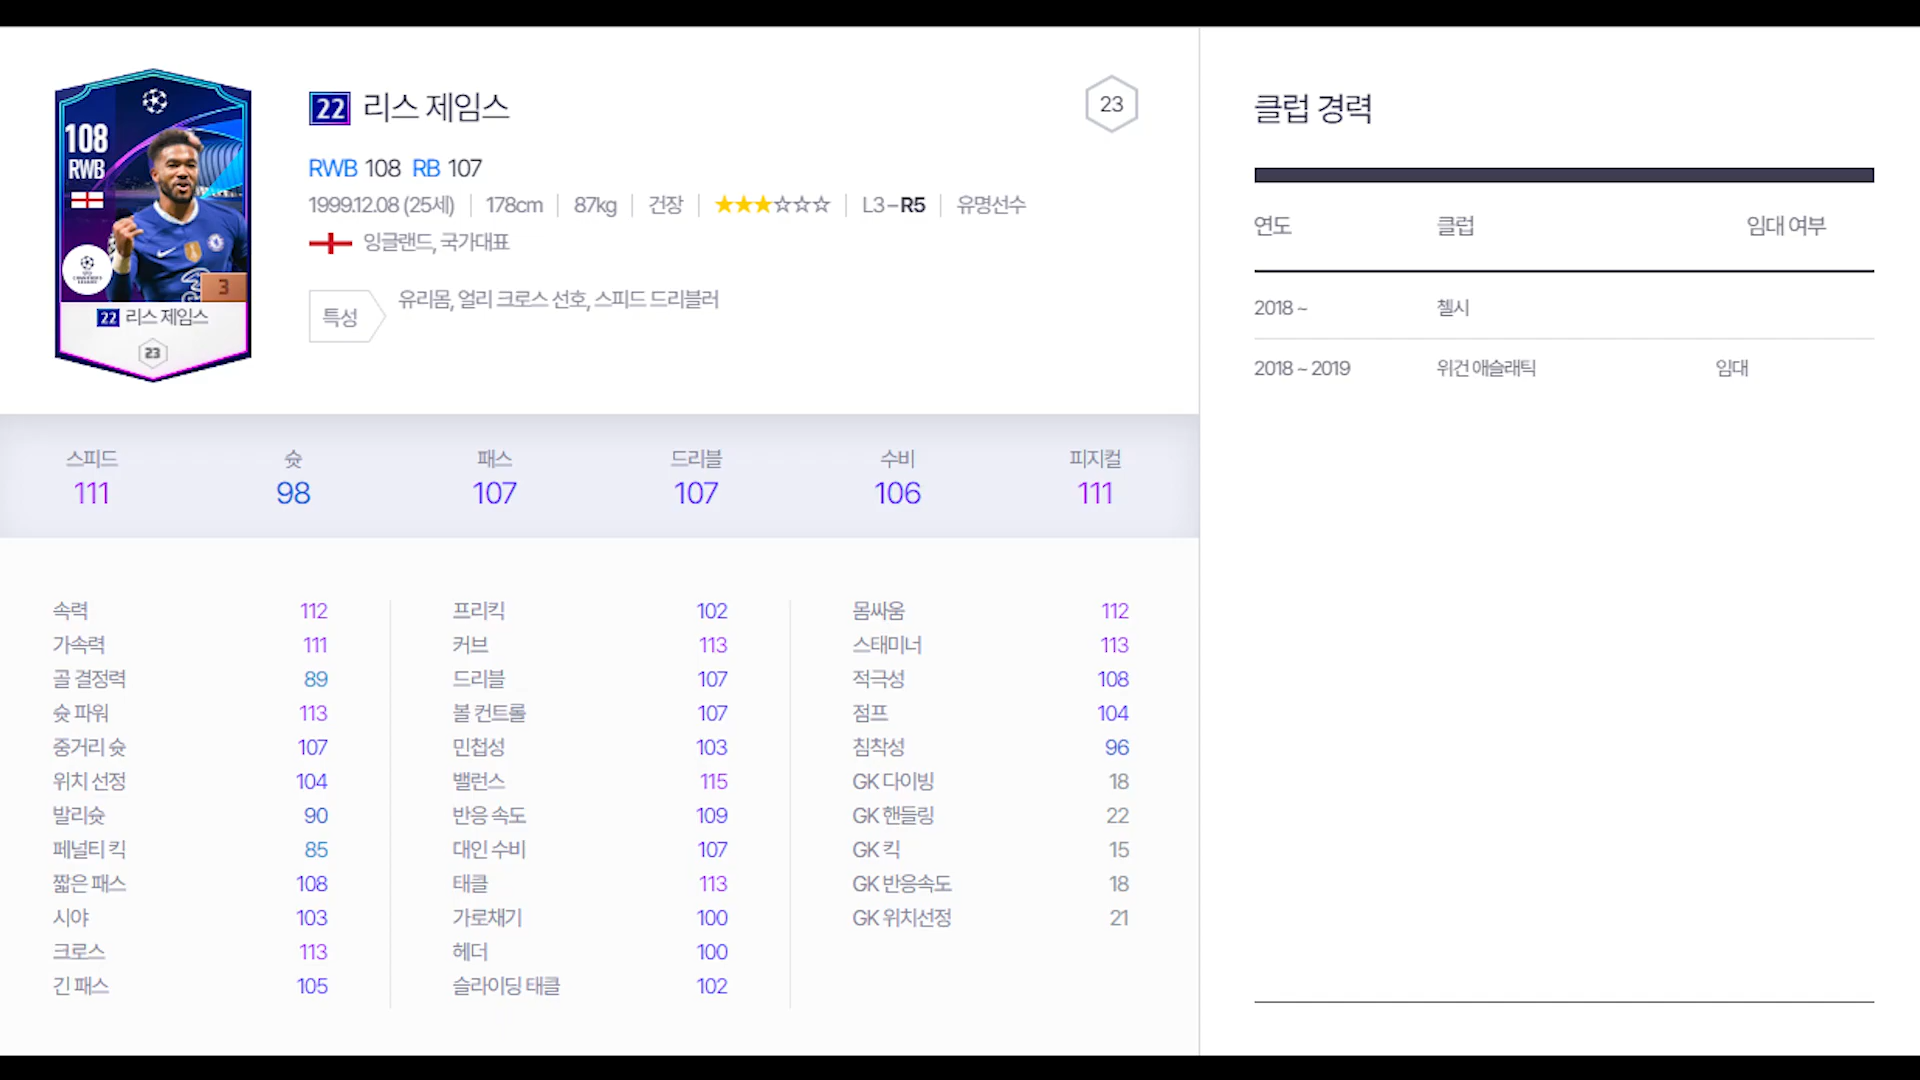 108
RWB
3
22 리스 제임스
23
22 리스 제임스
23
RWB 108 RB 107
1999.12.08 (25세) 178cm 87kg 건장 ★★★☆☆☆ L3–R5 유명선수
잉글랜드, 국가대표
특성 유리몸, 얼리 크로스 선호, 스피드 드리블러
스피드 슛 패스 드리블 수비 피지컬
111 98 107 107 106 111
속력 112
가속력 111
골 결정력 89
슛 파워 113
중거리 슛 107
위치 선정 104
발리슛 90
페널티 킥 85
짧은 패스 108
시야 103
크로스 113
긴 패스 105
프리킥 102
커브 113
드리블 107
볼 컨트롤 107
민첩성 103
밸런스 115
반응 속도 109
대인 수비 107
태클 113
가로채기 100
헤더 100
슬라이딩 태클 102
몸싸움 112
스태미너 113
적극성 108
점프 104
침착성 96
GK 다이빙 18
GK 핸들링 22
GK 킥 15
GK 반응속도 18
GK 위치선정 21
클럽 경력
연도 클럽 임대 여부
2018 ~ 첼시
2018 ~ 2019 위건 애슬래틱 임대